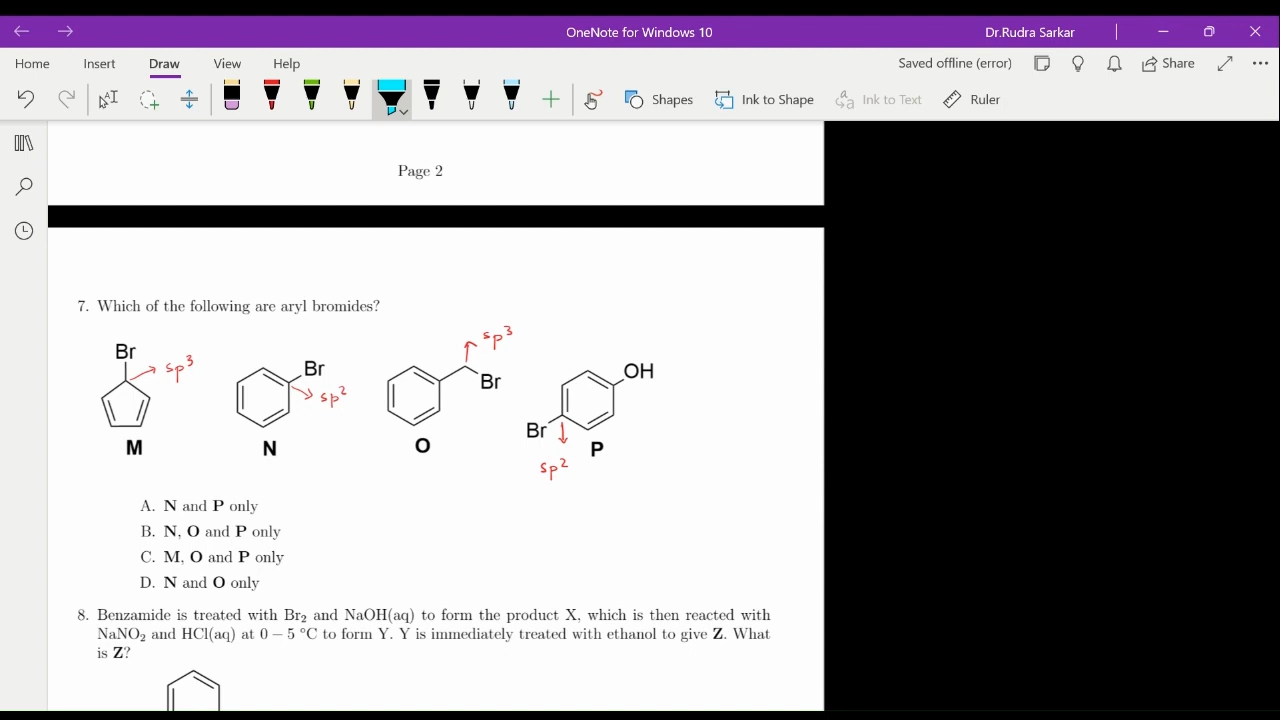 OneNote for Windows 10
Dr.Rudra Sarkar
Home Insert Draw View Help
Saved offline (error)
Share
Shapes
Ink to Shape
Ink to Text
Ruler
Page 2
7. Which of the following are aryl bromides?
Br
sp³
M
Br
sp²
N
sp³
Br
O
OH
Br
sp²
P
A. N and P only
B. N, O and P only
C. M, O and P only
D. N and O only
8. Benzamide is treated with Br₂ and NaOH(aq) to form the product X, which is then reacted with
NaNO₂ and HCl(aq) at 0 – 5 °C to form Y. Y is immediately treated with ethanol to give Z. What
is Z?